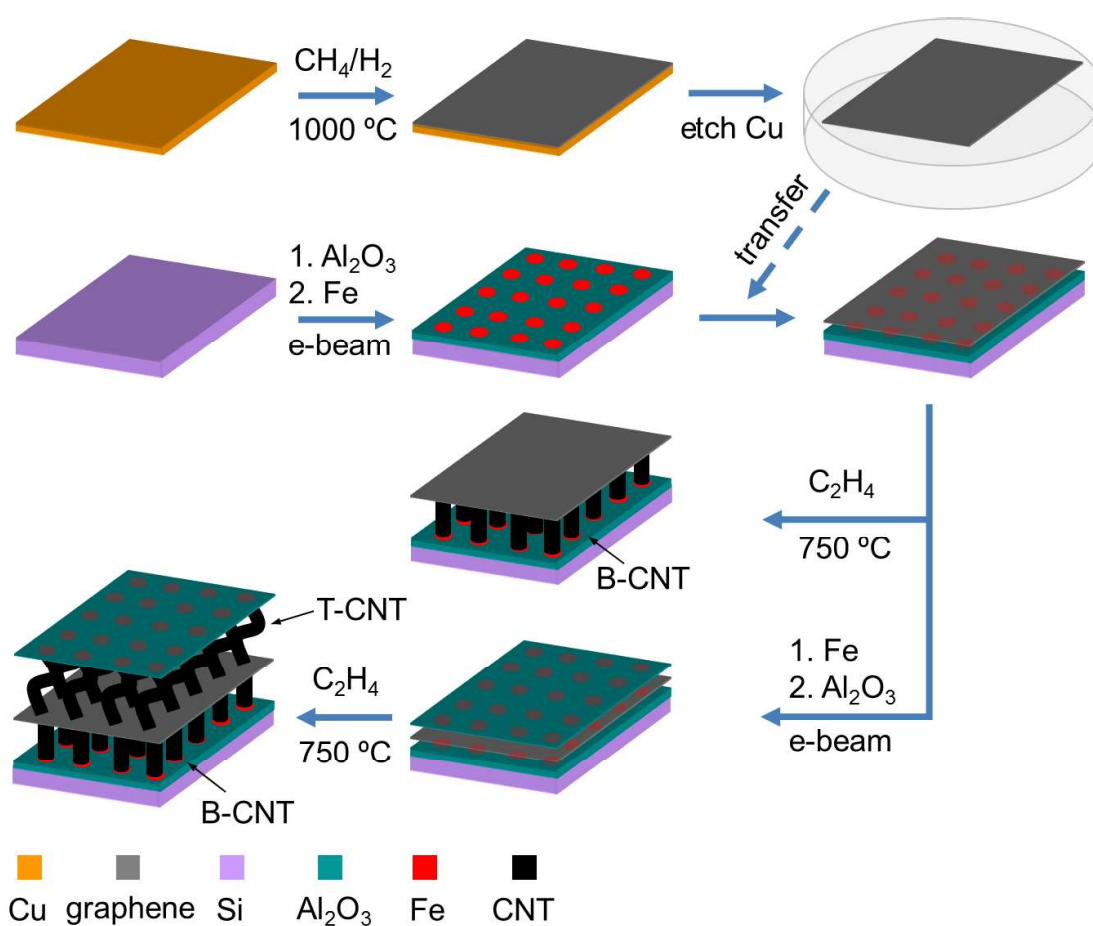 CH₄/H₂
1000 ºC
etch Cu
transfer
1. Al₂O₃
2. Fe
e-beam
C₂H₄
750 ºC
B-CNT
T-CNT
C₂H₄
750 ºC
B-CNT
1. Fe
2. Al₂O₃
e-beam
Cu graphene Si Al₂O₃ Fe CNT